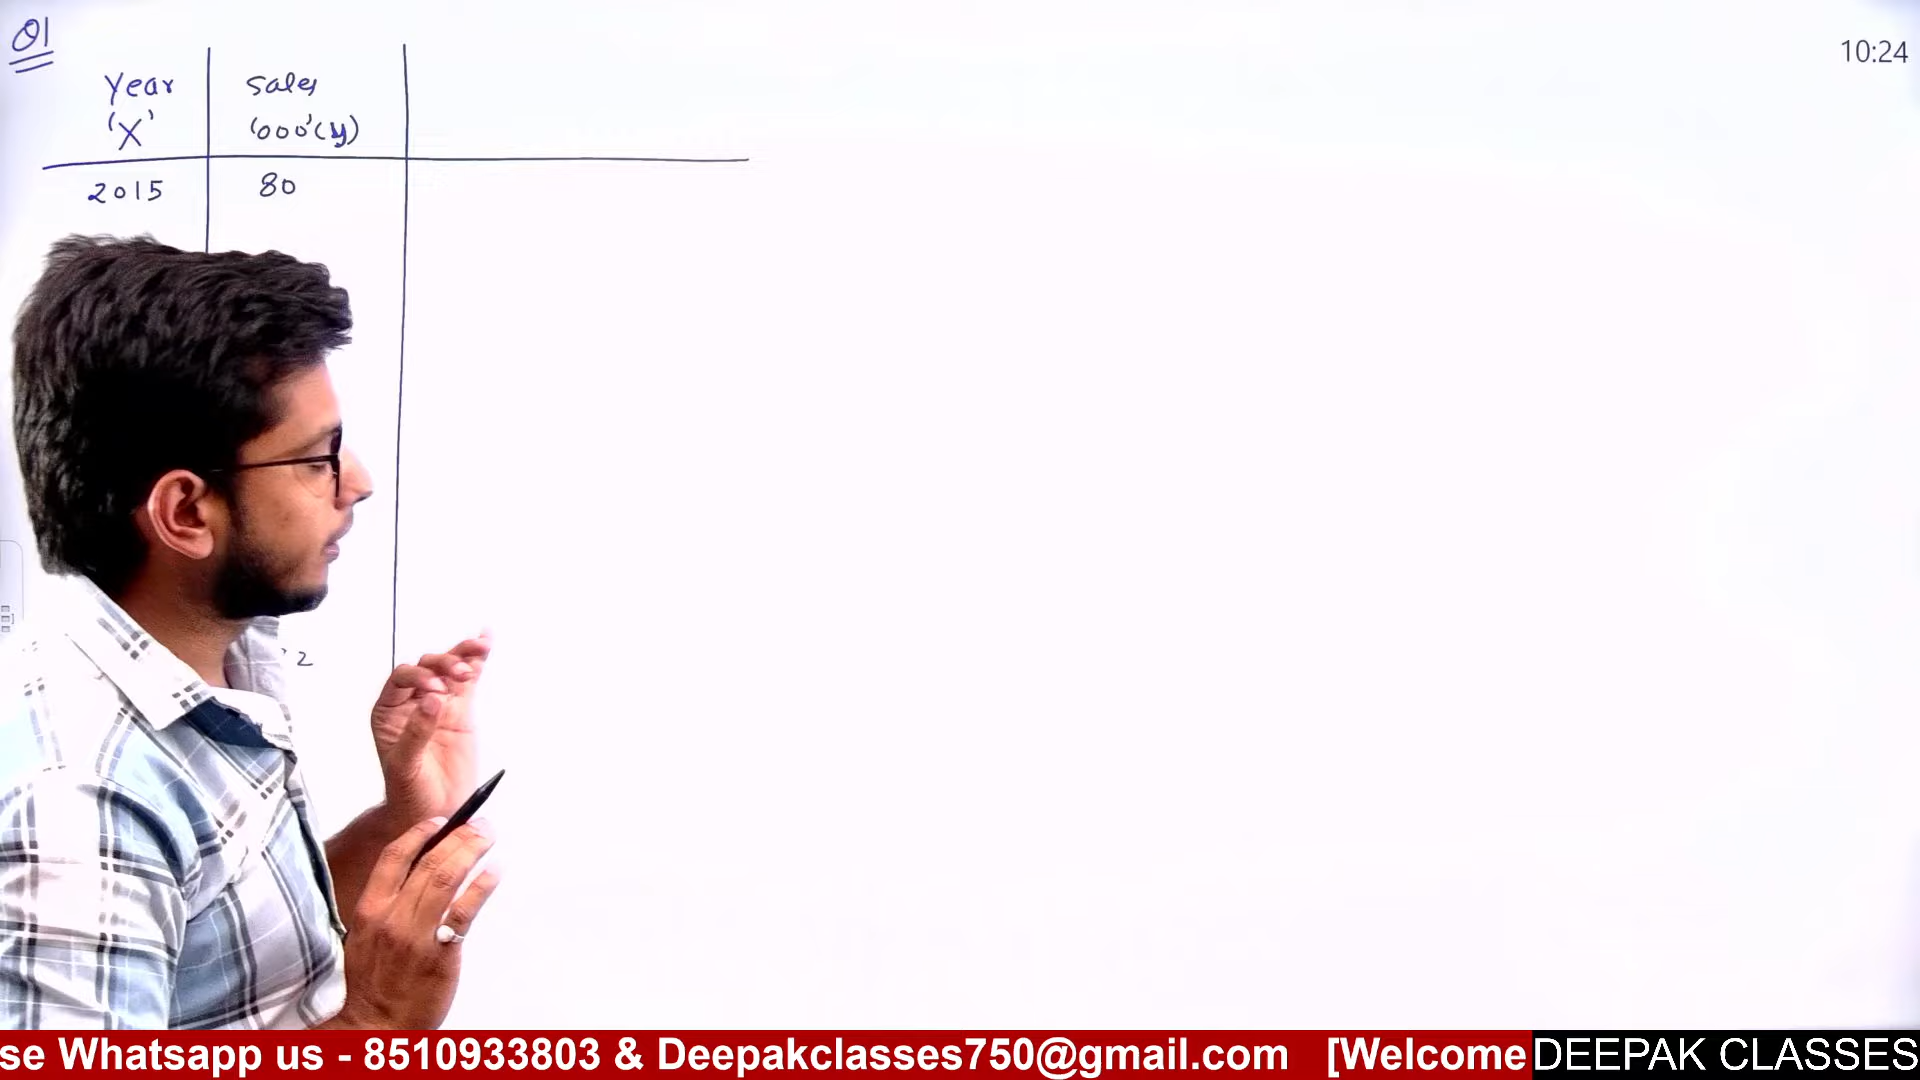 Q1
10:24
Year Sales
'X' '000'(y)
2015 80
2
se Whatsapp us - 8510933803 & Deepakclasses750@gmail.com [Welcome DEEPAK CLASSES